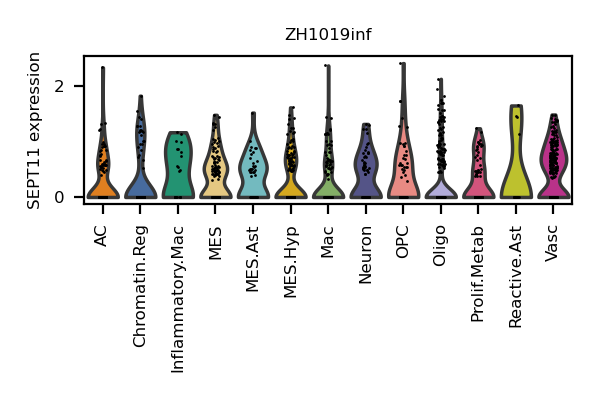 ZH1019inf
SEPT11 expression
2
0
AC
Chromatin.Reg
Inflammatory.Mac
MES
MES.Ast
MES.Hyp
Mac
Neuron
OPC
Oligo
Prolif.Metab
Reactive.Ast
Vasc